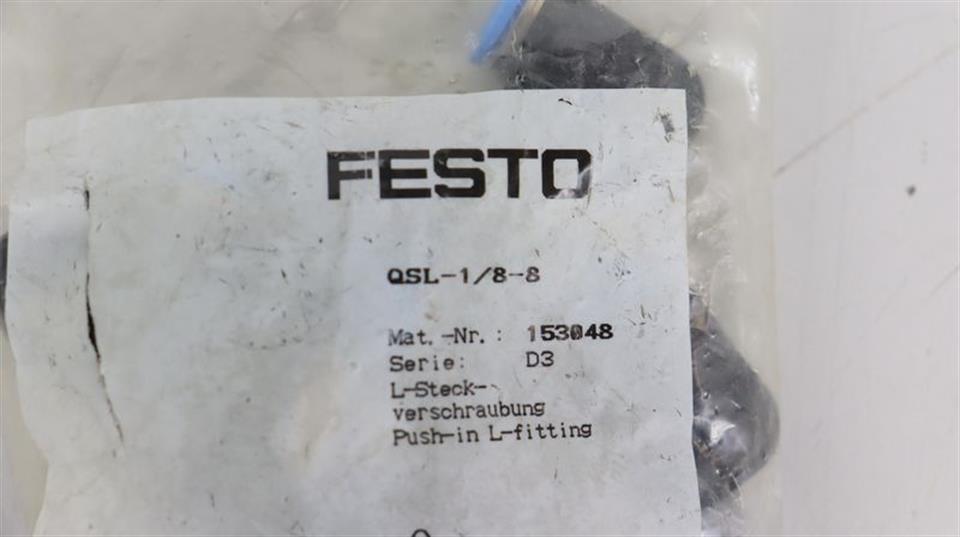 FESTO
QSL-1/8-8
Mat.-Nr.: 153048
Serie: D3
L-Steck-
verschraubung
Push-in L-fitting